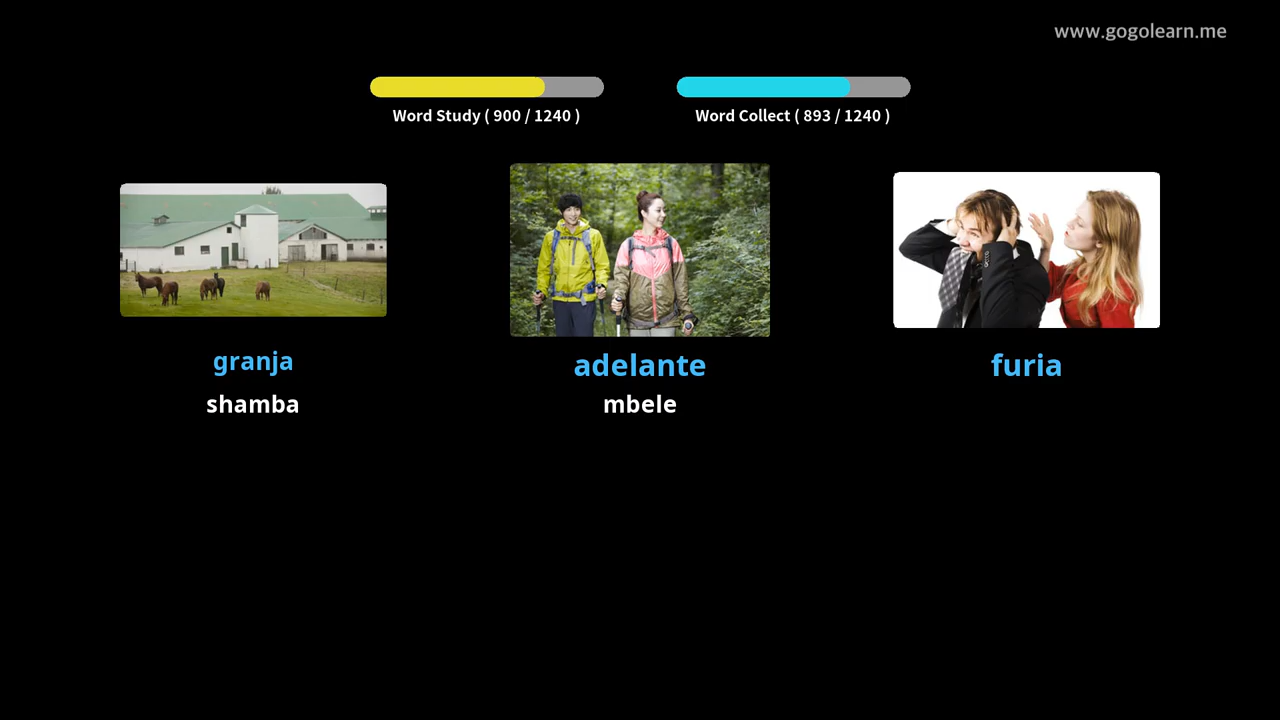 www.gogolearn.me
Word Study ( 900 / 1240 )
Word Collect ( 893 / 1240 )
granja
shamba
adelante
mbele
furia